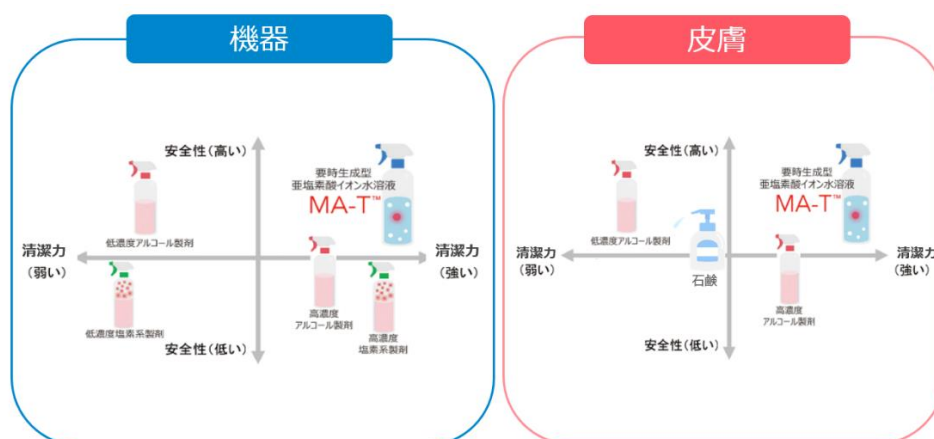 機器
安全性(高い)
要時生成型
亜塩素酸イオン水溶液
MA-T™
低濃度アルコール製剤
清潔力
(弱い)
清潔力
(強い)
低濃度塩素系製剤
高濃度
アルコール製剤
高濃度
塩素系製剤
安全性(低い)
皮膚
安全性(高い)
要時生成型
亜塩素酸イオン水溶液
MA-T™
低濃度アルコール製剤
清潔力
(弱い)
清潔力
(強い)
石鹸
高濃度
アルコール製剤
安全性(低い)